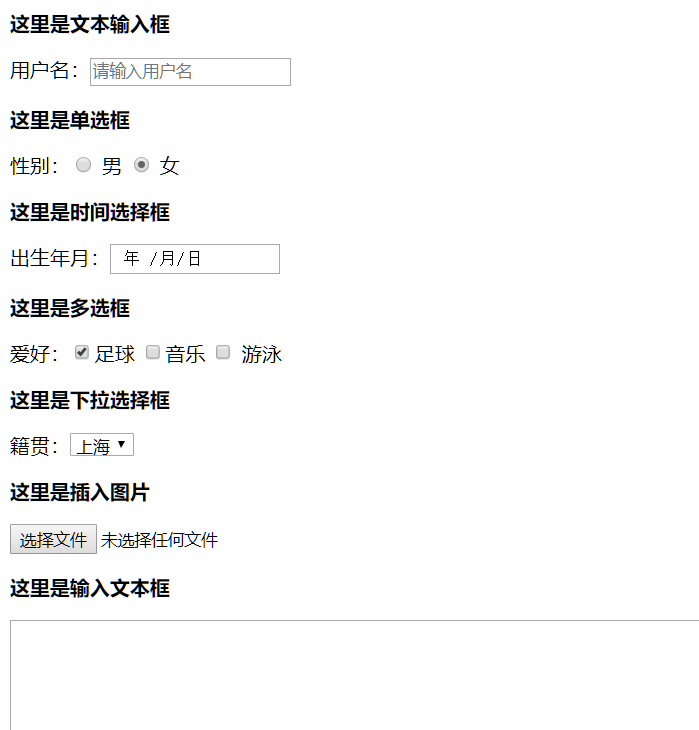 这里是文本输入框
用户名：请输入用户名
这里是单选框
性别： 男 女
这里是时间选择框
出生年月： 年 /月/日
这里是多选框
爱好： 足球 音乐 游泳
这里是下拉选择框
籍贯： 上海
这里是插入图片
选择文件 未选择任何文件
这里是输入文本框